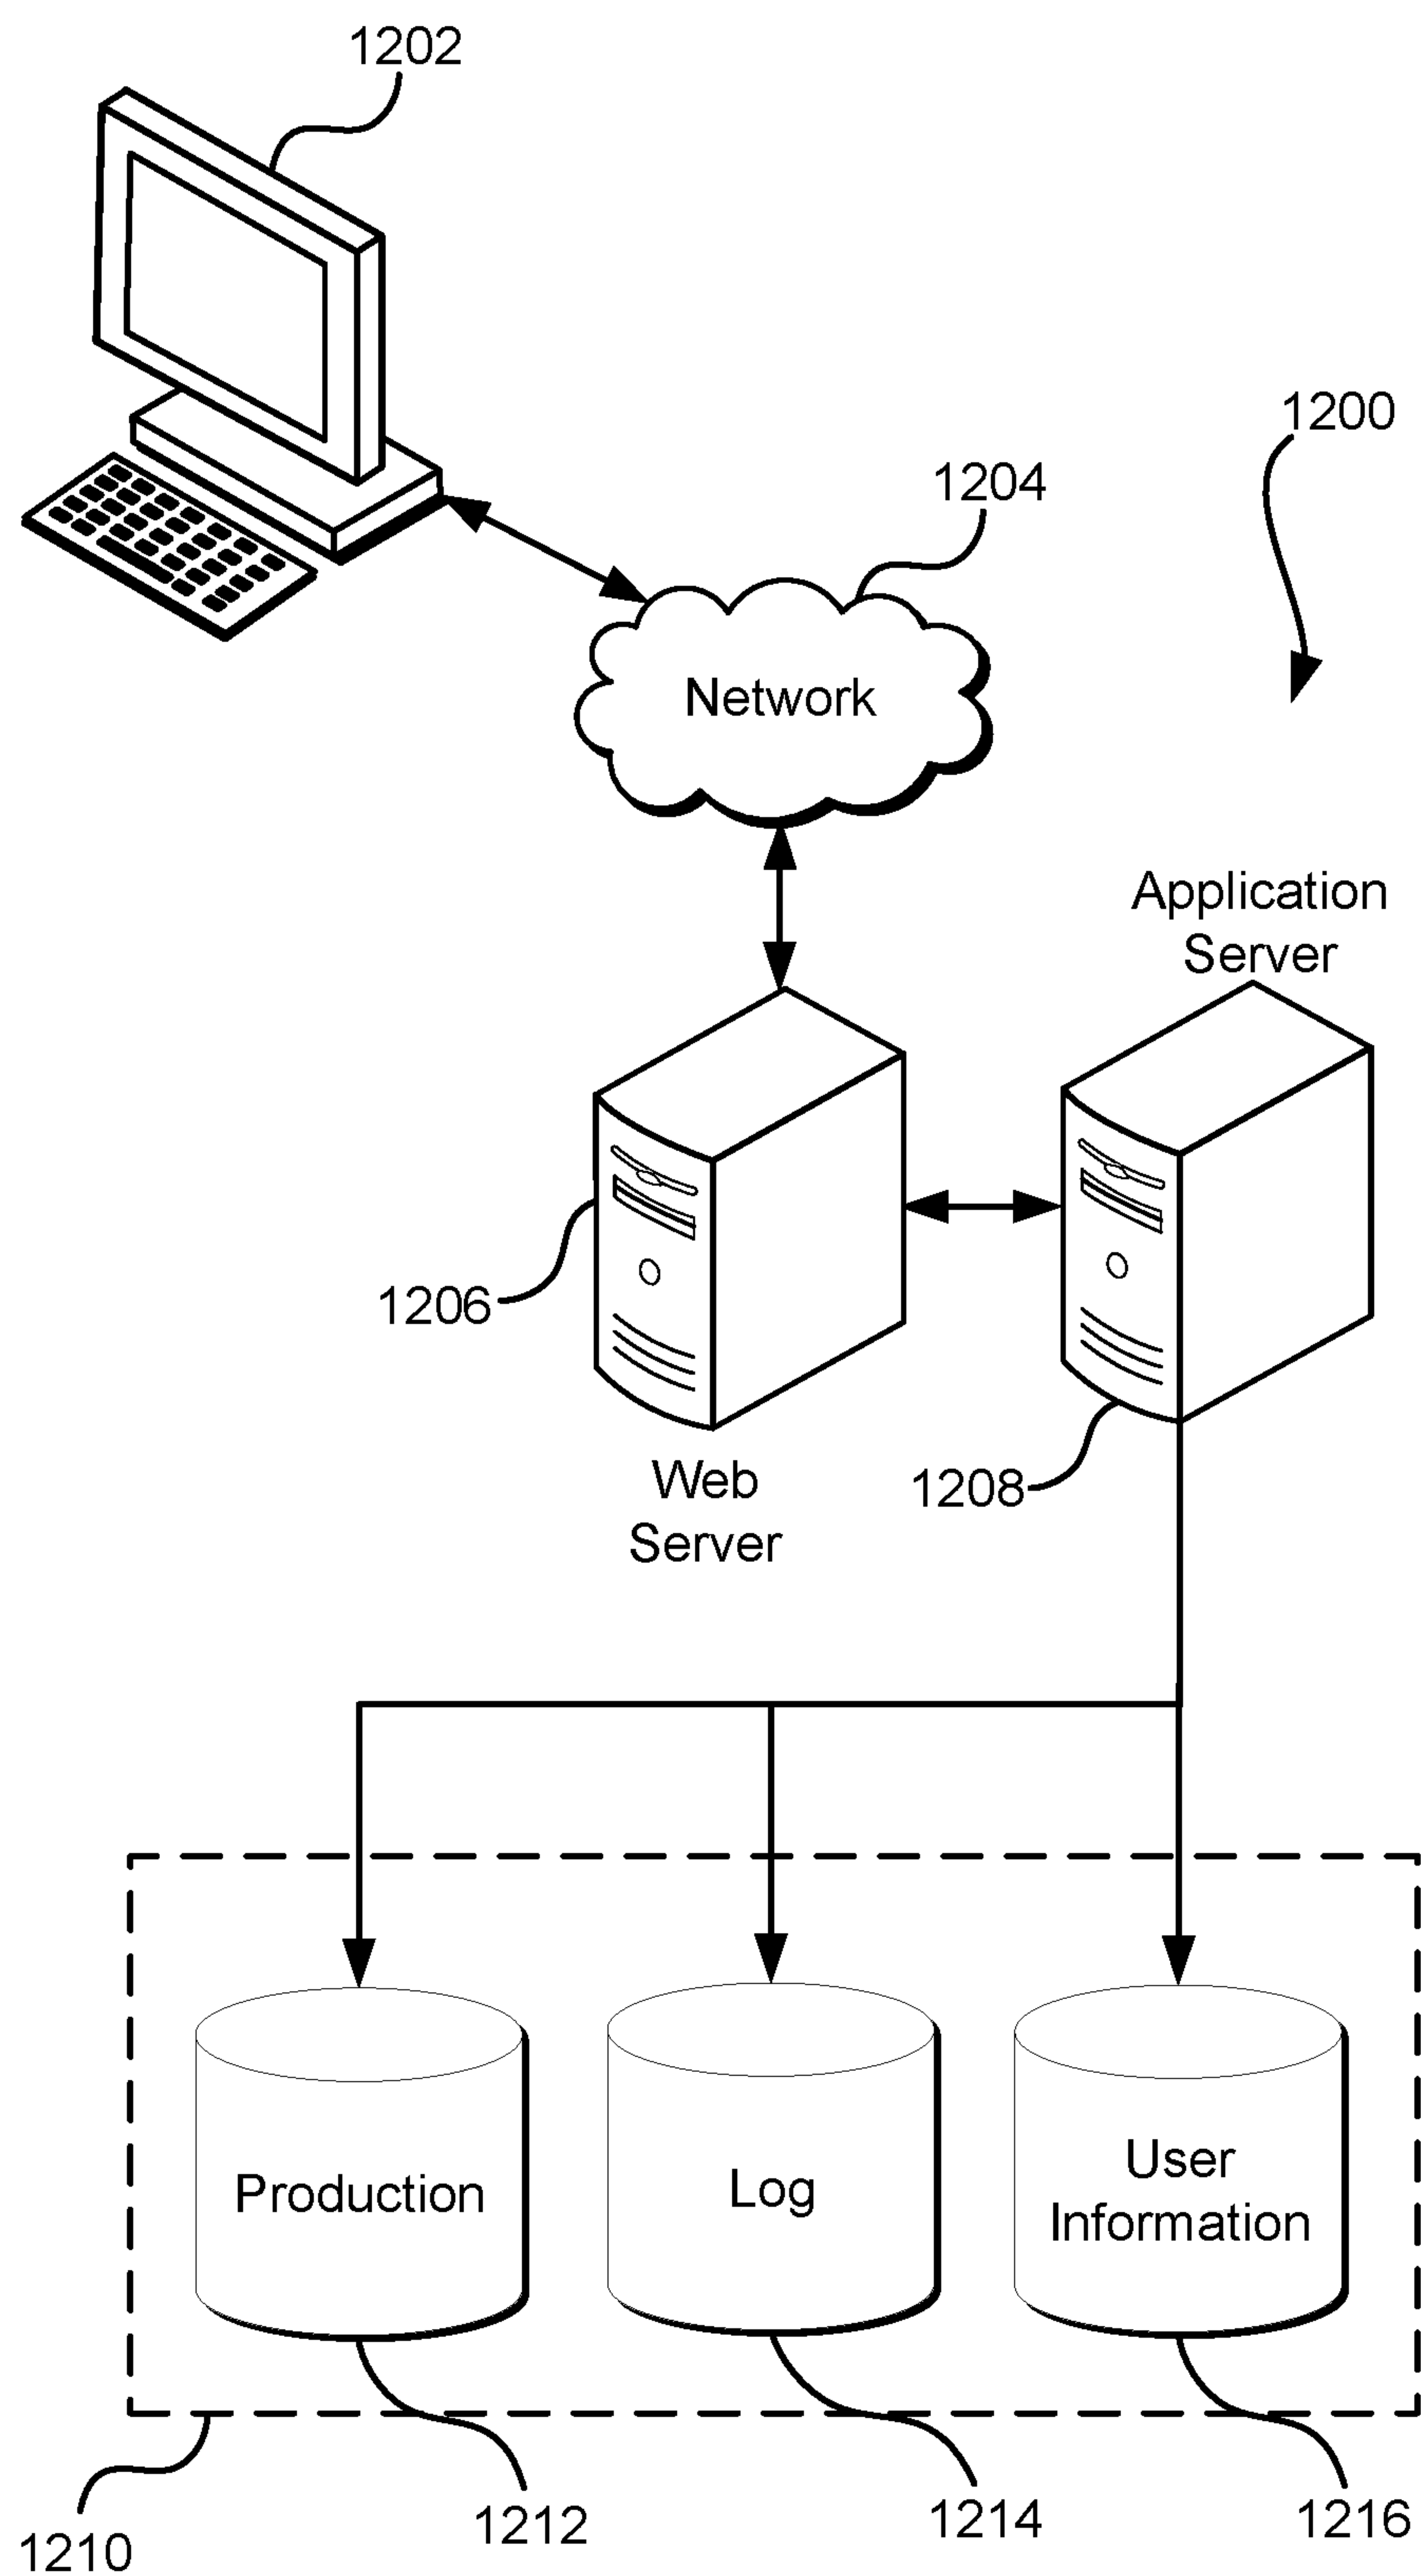 1202
1200
1204
Network
Application
Server
1206
1208
Web
Server
Production
Log
User
Information
1210
1212
1214
1216